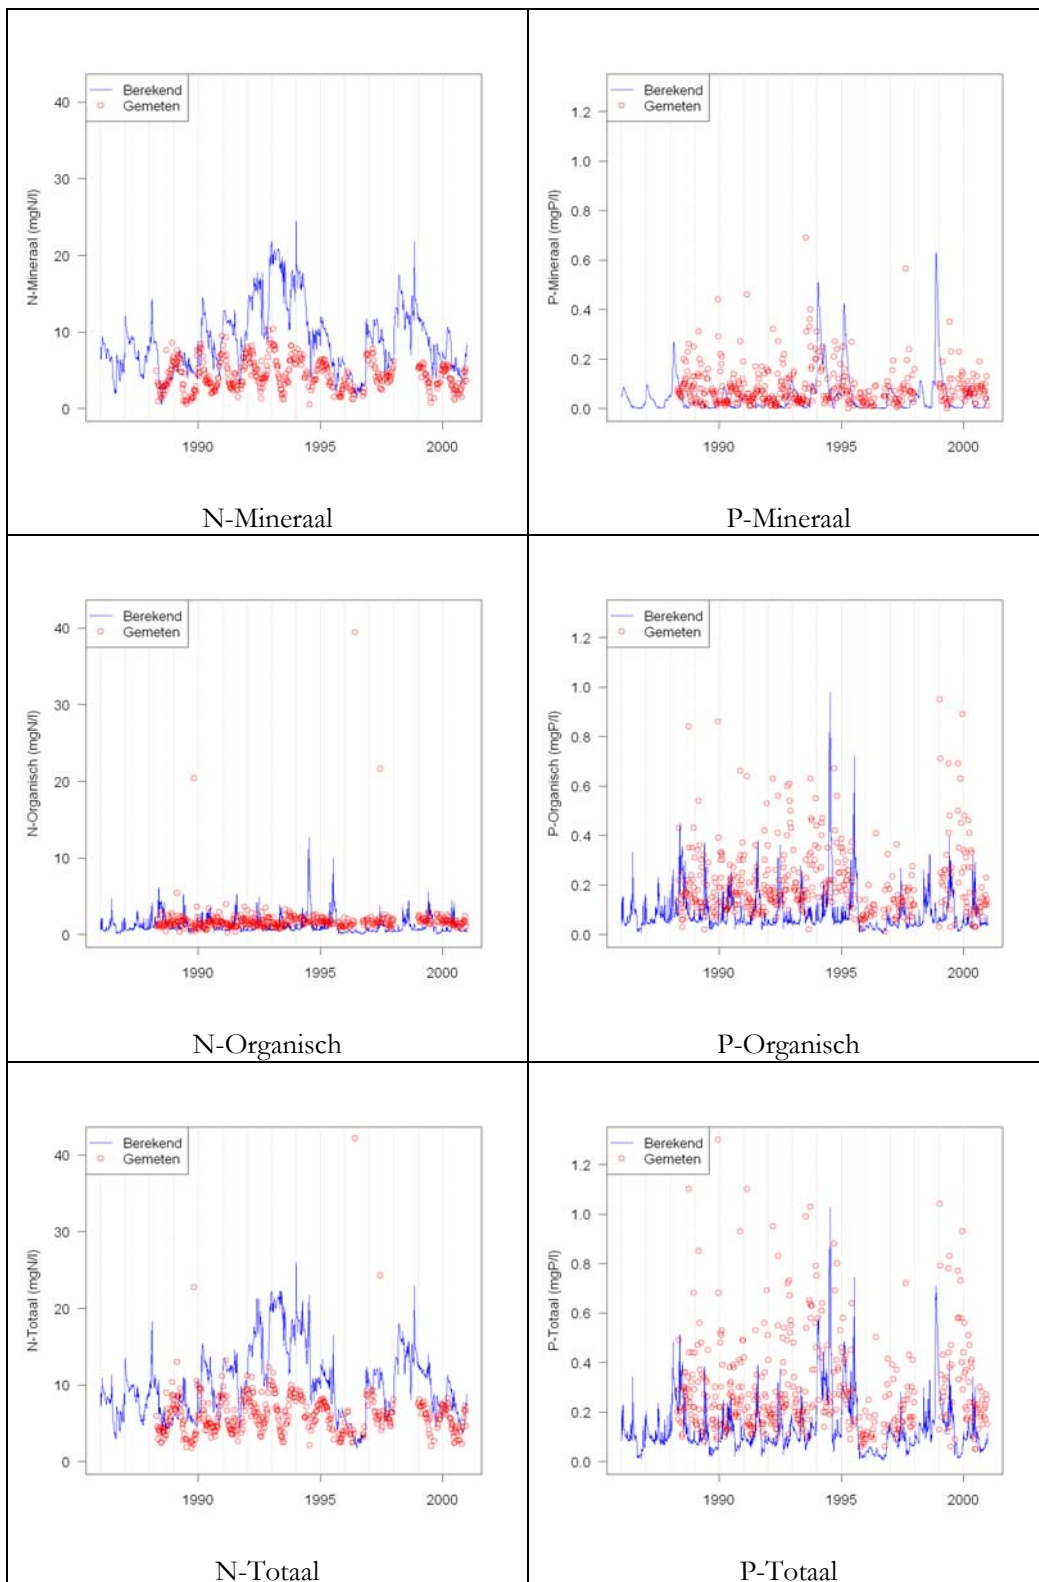 Berekend
Gemeten
N-Mineraal (mgN/l)
40
30
20
10
0
1990
1995
2000
N-Mineraal
Berekend
Gemeten
P-Mineraal (mgP/l)
1.2
1.0
0.8
0.6
0.4
0.2
0.0
1990
1995
2000
P-Mineraal
Berekend
Gemeten
N-Organisch (mgN/l)
40
30
20
10
0
1990
1995
2000
N-Organisch
Berekend
Gemeten
P-Organisch (mgP/l)
1.2
1.0
0.8
0.6
0.4
0.2
0.0
1990
1995
2000
P-Organisch
Berekend
Gemeten
N-Totaal (mgN/l)
40
30
20
10
0
1990
1995
2000
N-Totaal
Berekend
Gemeten
P-Totaal (mgP/l)
1.2
1.0
0.8
0.6
0.4
0.2
0.0
1990
1995
2000
P-Totaal